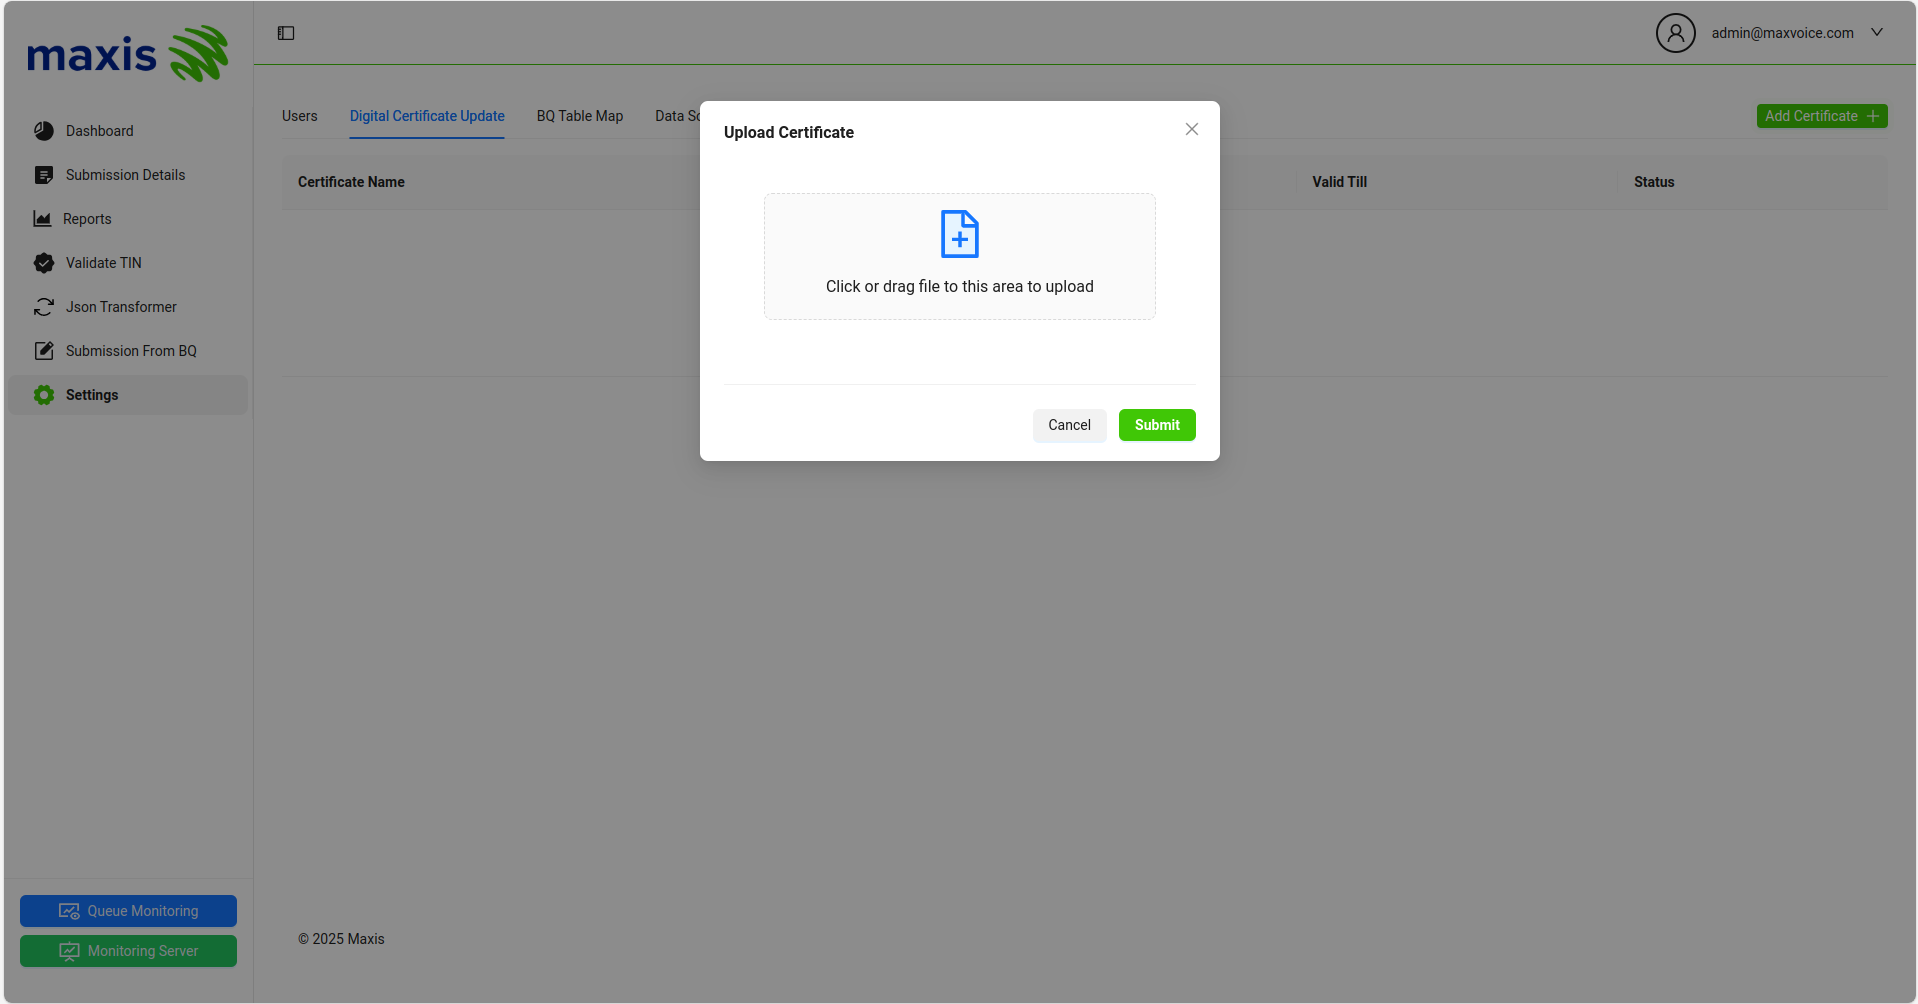 maxis
admin@maxvoice.com
Dashboard
Submission Details
Reports
Validate TIN
Json Transformer
Submission From BQ
Settings
Queue Monitoring
Monitoring Server
Users
Digital Certificate Update
BQ Table Map
Data
Add Certificate
Certificate Name
Valid Till
Status
Upload Certificate
Click or drag file to this area to upload
Cancel
Submit
© 2025 Maxis